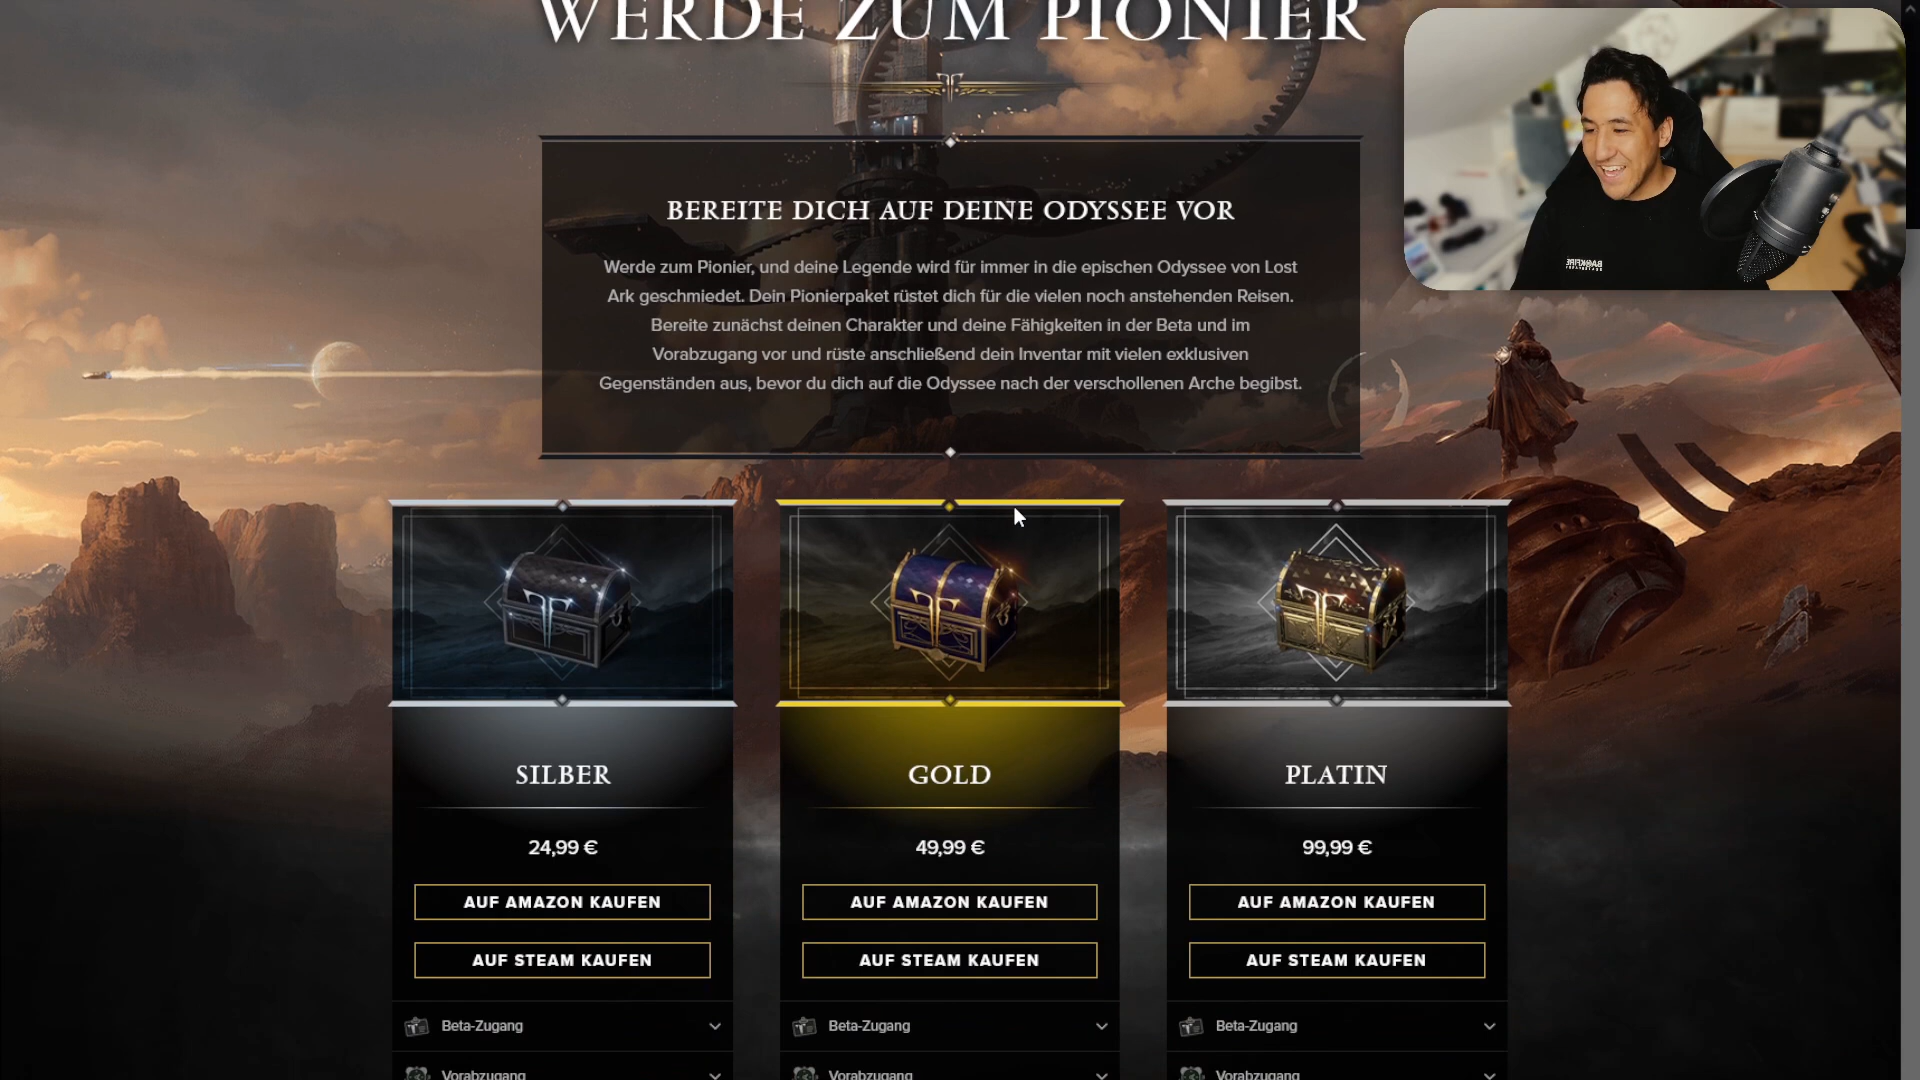 WERDE ZUM PIONIER
BEREITE DICH AUF DEINE ODYSSEE VOR
Werde zum Pionier, und deine Legende wird für immer in die epischen Odyssee von Lost
Ark geschmiedet. Dein Pionierpaket rüstet dich für die vielen noch anstehenden Reisen.
Bereite zunächst deinen Charakter und deine Fähigkeiten in der Beta und im
Vorabzugang vor und rüste anschließend dein Inventar mit vielen exklusiven
Gegenständen aus, bevor du dich auf die Odyssee nach der verschollenen Arche begibst.
SILBER
24,99 €
AUF AMAZON KAUFEN
AUF STEAM KAUFEN
Beta-Zugang
Vorabzugang
GOLD
49,99 €
AUF AMAZON KAUFEN
AUF STEAM KAUFEN
Beta-Zugang
Vorabzugang
PLATIN
99,99 €
AUF AMAZON KAUFEN
AUF STEAM KAUFEN
Beta-Zugang
Vorabzugang